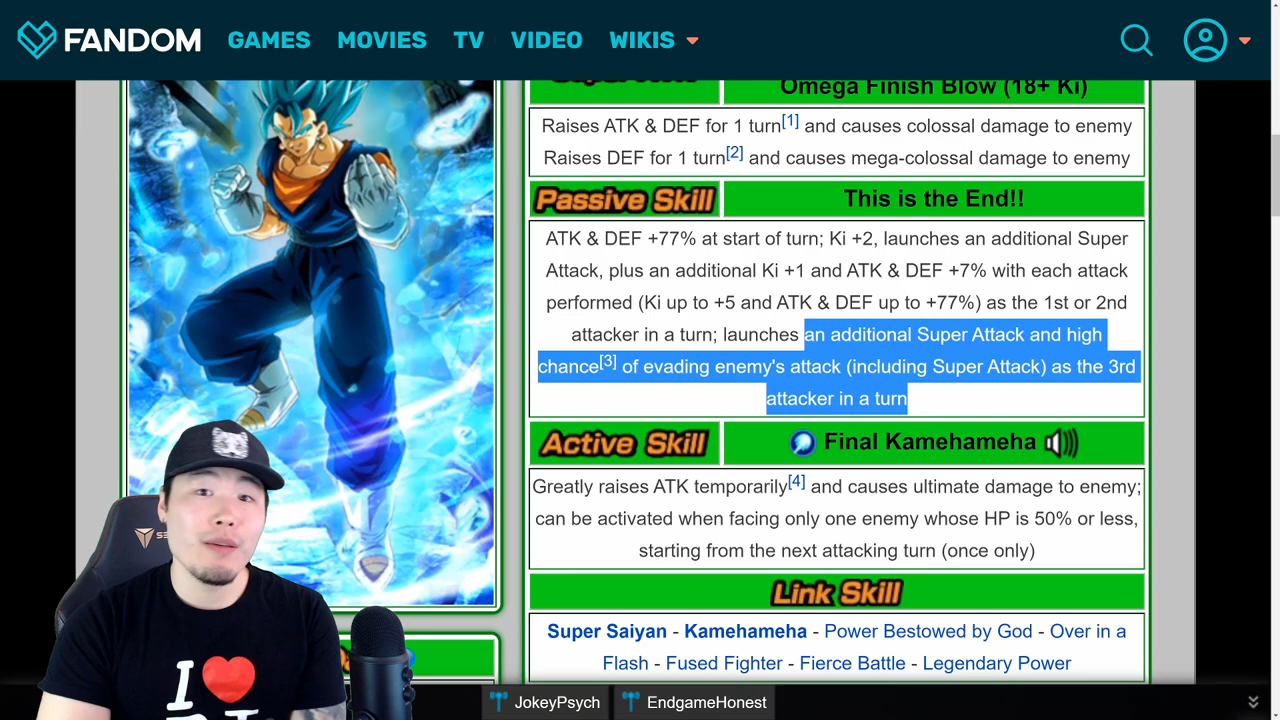 FANDOM GAMES MOVIES TV VIDEO WIKIS
Omega Finish Blow (18+ Ki)
Raises ATK & DEF for 1 turn[1] and causes colossal damage to enemy
Raises DEF for 1 turn[2] and causes mega-colossal damage to enemy
Passive Skill This is the End!!
ATK & DEF +77% at start of turn; Ki +2, launches an additional Super
Attack, plus an additional Ki +1 and ATK & DEF +7% with each attack
performed (Ki up to +5 and ATK & DEF up to +77%) as the 1st or 2nd
attacker in a turn; launches an additional Super Attack and high
chance[3] of evading enemy's attack (including Super Attack) as the 3rd
attacker in a turn
Active Skill Final Kamehameha
Greatly raises ATK temporarily[4] and causes ultimate damage to enemy;
can be activated when facing only one enemy whose HP is 50% or less,
starting from the next attacking turn (once only)
Link Skill
Super Saiyan - Kamehameha - Power Bestowed by God - Over in a
Flash - Fused Fighter - Fierce Battle - Legendary Power
I
JokeyPsych EndgameHonest